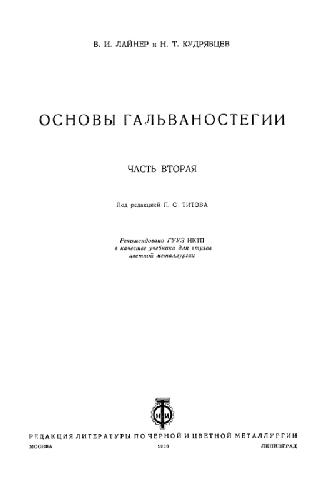 В. И. ЛАЙНЕР и Н. Т. КУДРЯВЦЕВ
ОСНОВЫ ГАЛЬВАНОСТЕГИИ
ЧАСТЬ ВТОРАЯ
Под редакцией П. С. ТИТОВА
Рекомендовано ГУУЗ НКТП
в качестве учебника для втузов
цветной металлургии
РЕДАКЦИЯ ЛИТЕРАТУРЫ ПО ЧЕРНОЙ И ЦВЕТНОЙ МЕТАЛЛУРГИИ
МОСКВА ЛЕНИНГРАД